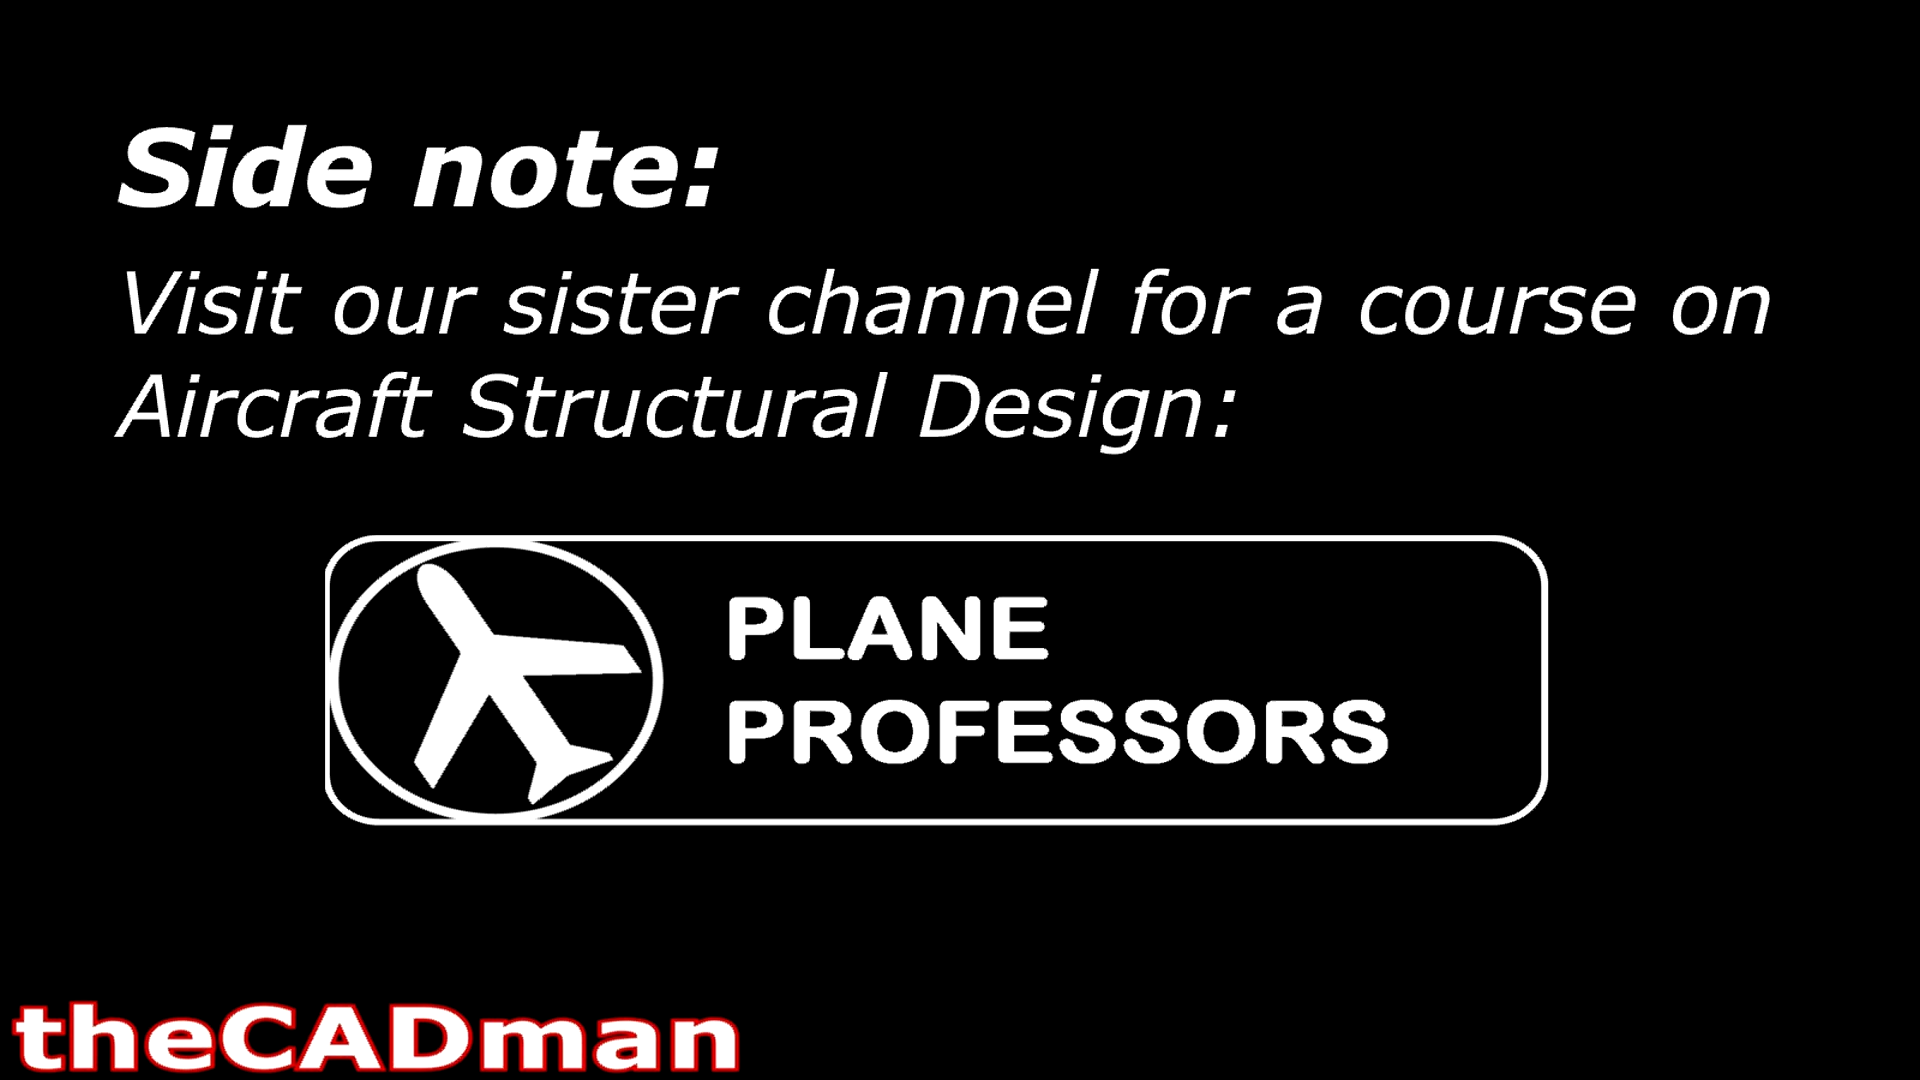 Side note:
Visit our sister channel for a course on
Aircraft Structural Design:
PLANE
PROFESSORS
theCADman